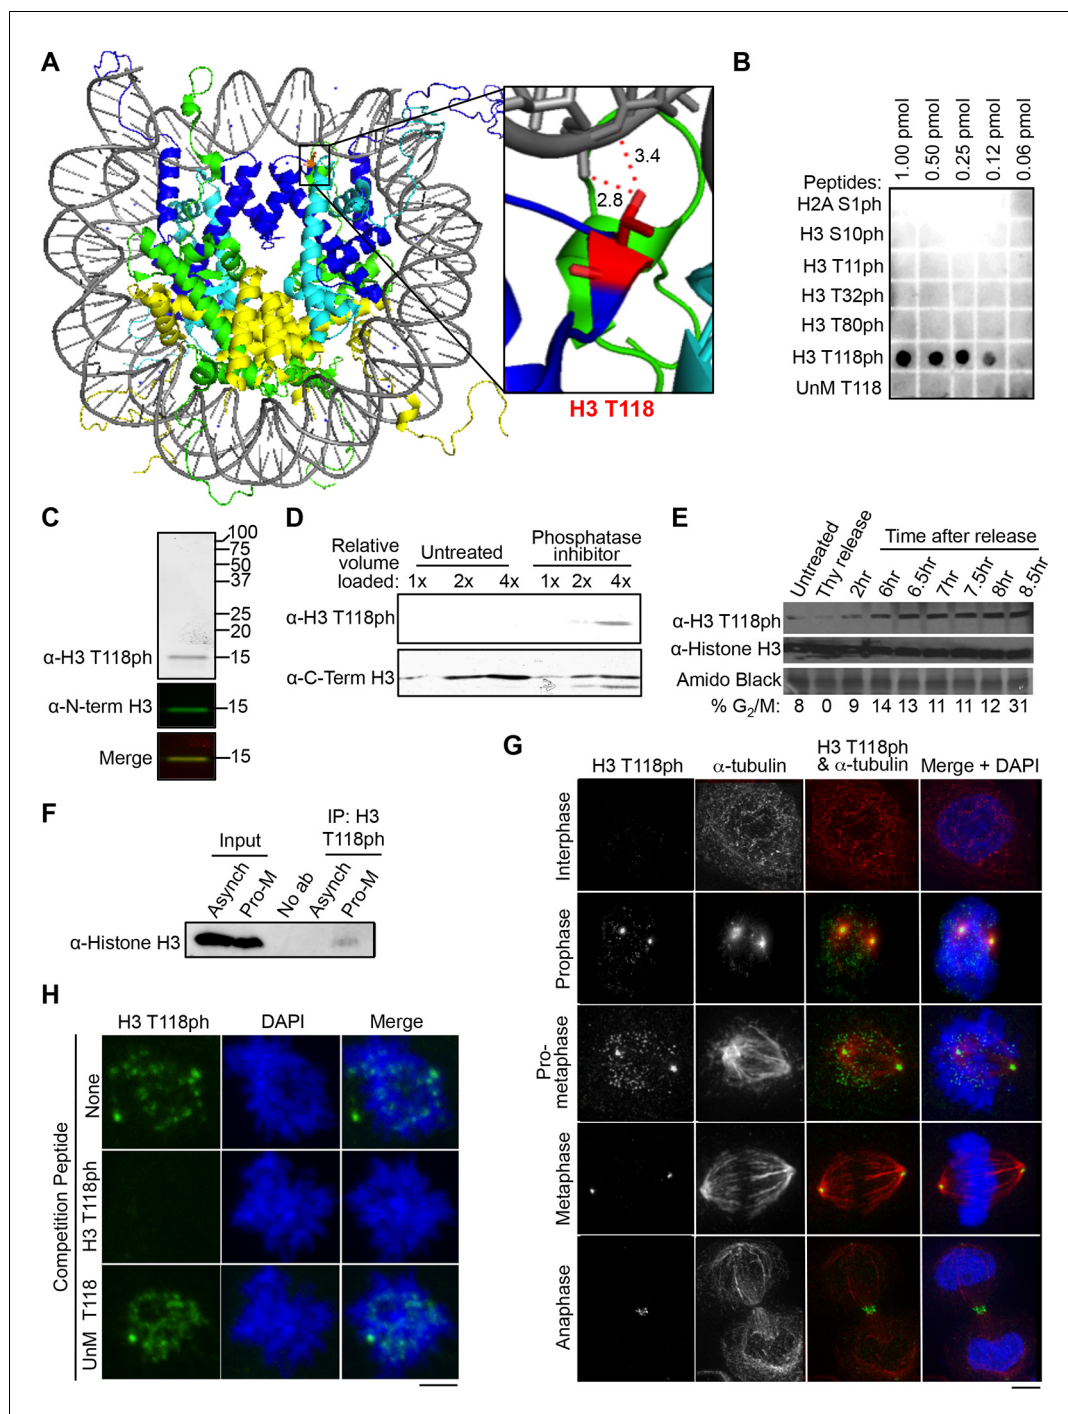 A
3.4
2.8
H3 T118
B
1.00 pmol
0.50 pmol
0.25 pmol
0.12 pmol
0.06 pmol
Peptides:
H2A S1ph
H3 S10ph
H3 T11ph
H3 T32ph
H3 T80ph
H3 T118ph
UnM T118
C
100
75
50
37
25
20
α-H3 T118ph
15
α-N-term H3
15
Merge
15
D
Relative volume loaded:
Untreated
Phosphatase inhibitor
1x 2x 4x 1x 2x 4x
α-H3 T118ph
α-C-Term H3
E
Untreated
Thy release
Time after release
2hr
6hr
6.5hr
7hr
7.5hr
8hr
8.5hr
α-H3 T118ph
α-Histone H3
Amido Black
% G2/M: 8 0 9 14 13 11 11 12 31
F
Input
IP: H3 T118ph
Asynch
Pro-M
No ab
Asynch
Pro-M
α-Histone H3
G
H3 T118ph
α-tubulin
H3 T118ph & α-tubulin
Merge + DAPI
Interphase
Prophase
Pro-metaphase
Metaphase
Anaphase
H
H3 T118ph
DAPI
Merge
Competition Peptide
None
H3 T118ph
UnM T118